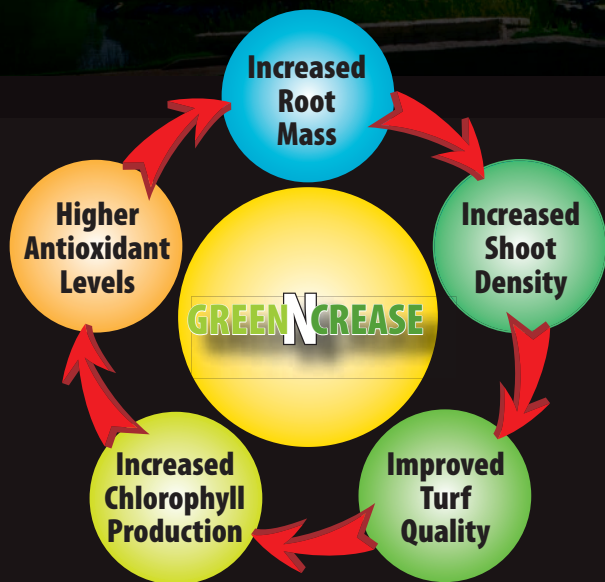 Increased
Root
Mass
Increased
Shoot
Density
Improved
Turf
Quality
Increased
Chlorophyll
Production
Higher
Antioxidant
Levels
GREENNCREASE